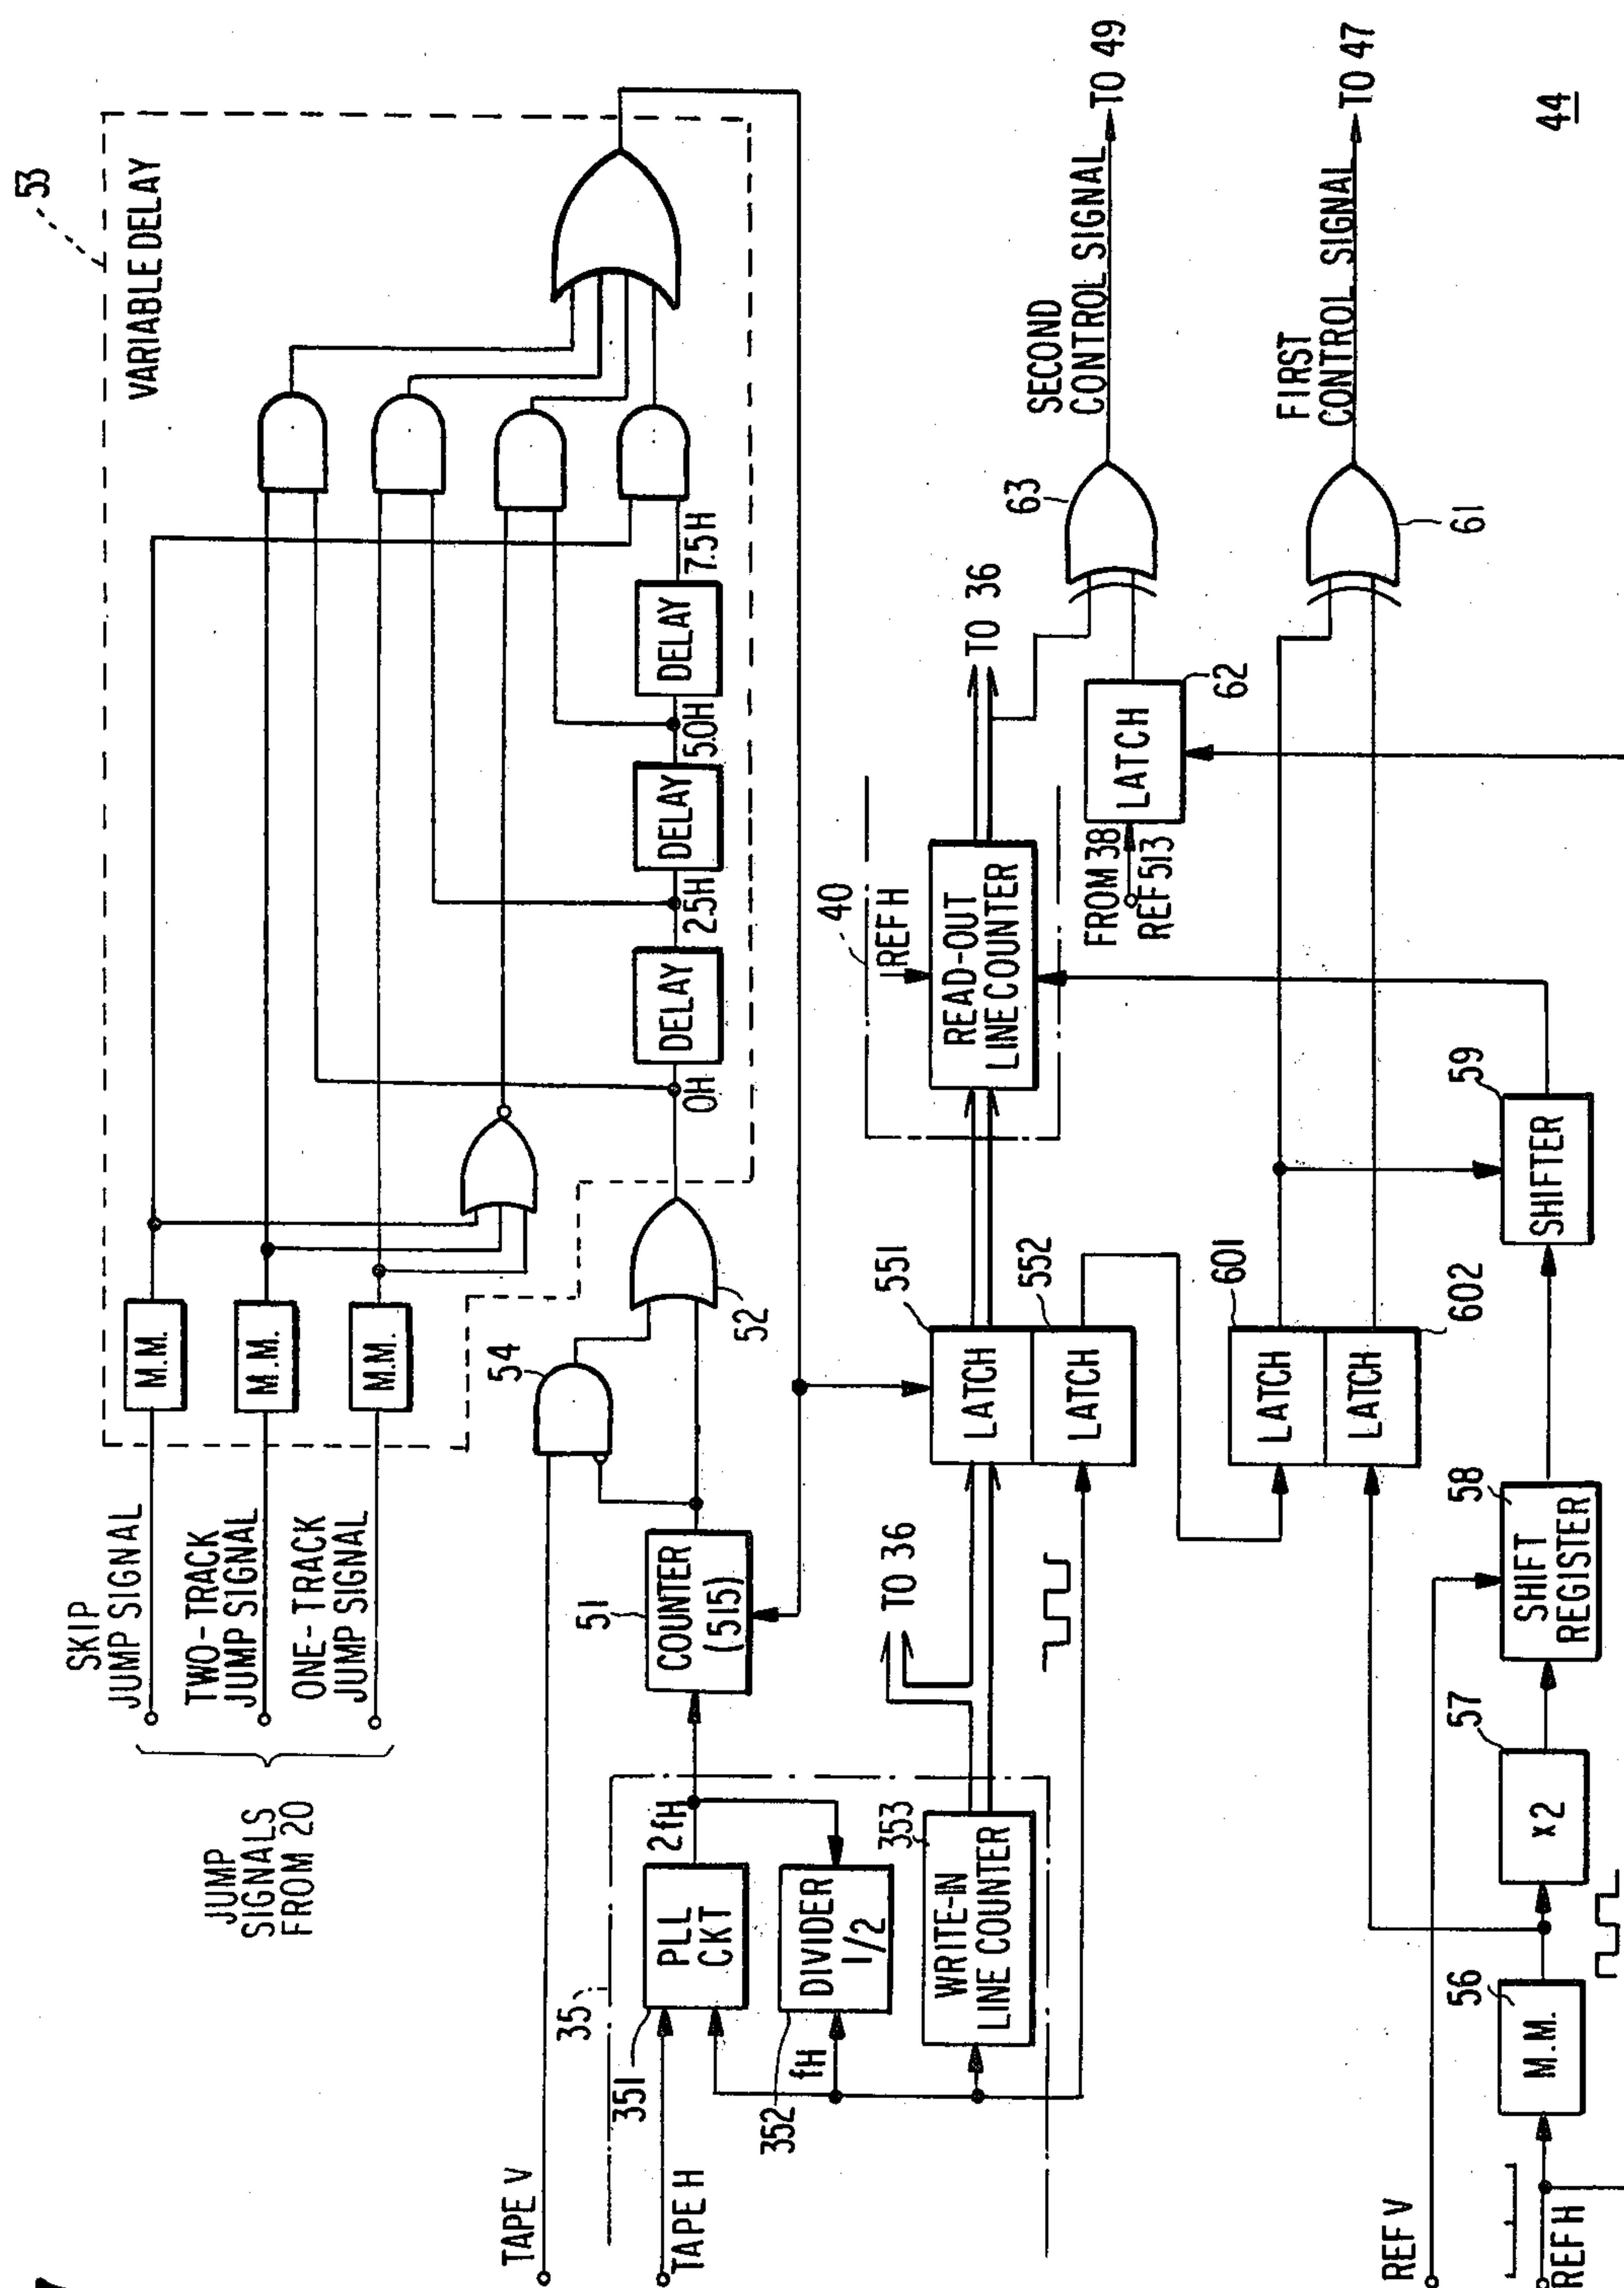 53
VARIABLE DELAY
SKIP
JUMP SIGNAL
TWO-TRACK
JUMP SIGNAL
ONE-TRACK
JUMP SIGNAL
JUMP
SIGNALS
FROM 20
M.M.
M.M.
M.M.
0H
DELAY
2.5H
DELAY
5.0H
DELAY
7.5H
TAPE V
54
52
TAPE H
35
351
PLL
CKT
2fH
51
COUNTER
(515)
352
fH
DIVIDER
1/2
353
WRITE-IN
LINE COUNTER
TO 36
551
LATCH
552
LATCH
40
REF H
READ-OUT
LINE COUNTER
TO 36
FROM 38
REF 513
LATCH
62
63
SECOND
CONTROL SIGNAL
TO 49
601
LATCH
602
LATCH
61
FIRST
CONTROL SIGNAL
TO 47
REF V
REF H
56
M.M.
57
x2
58
SHIFT
REGISTER
59
SHIFTER
44